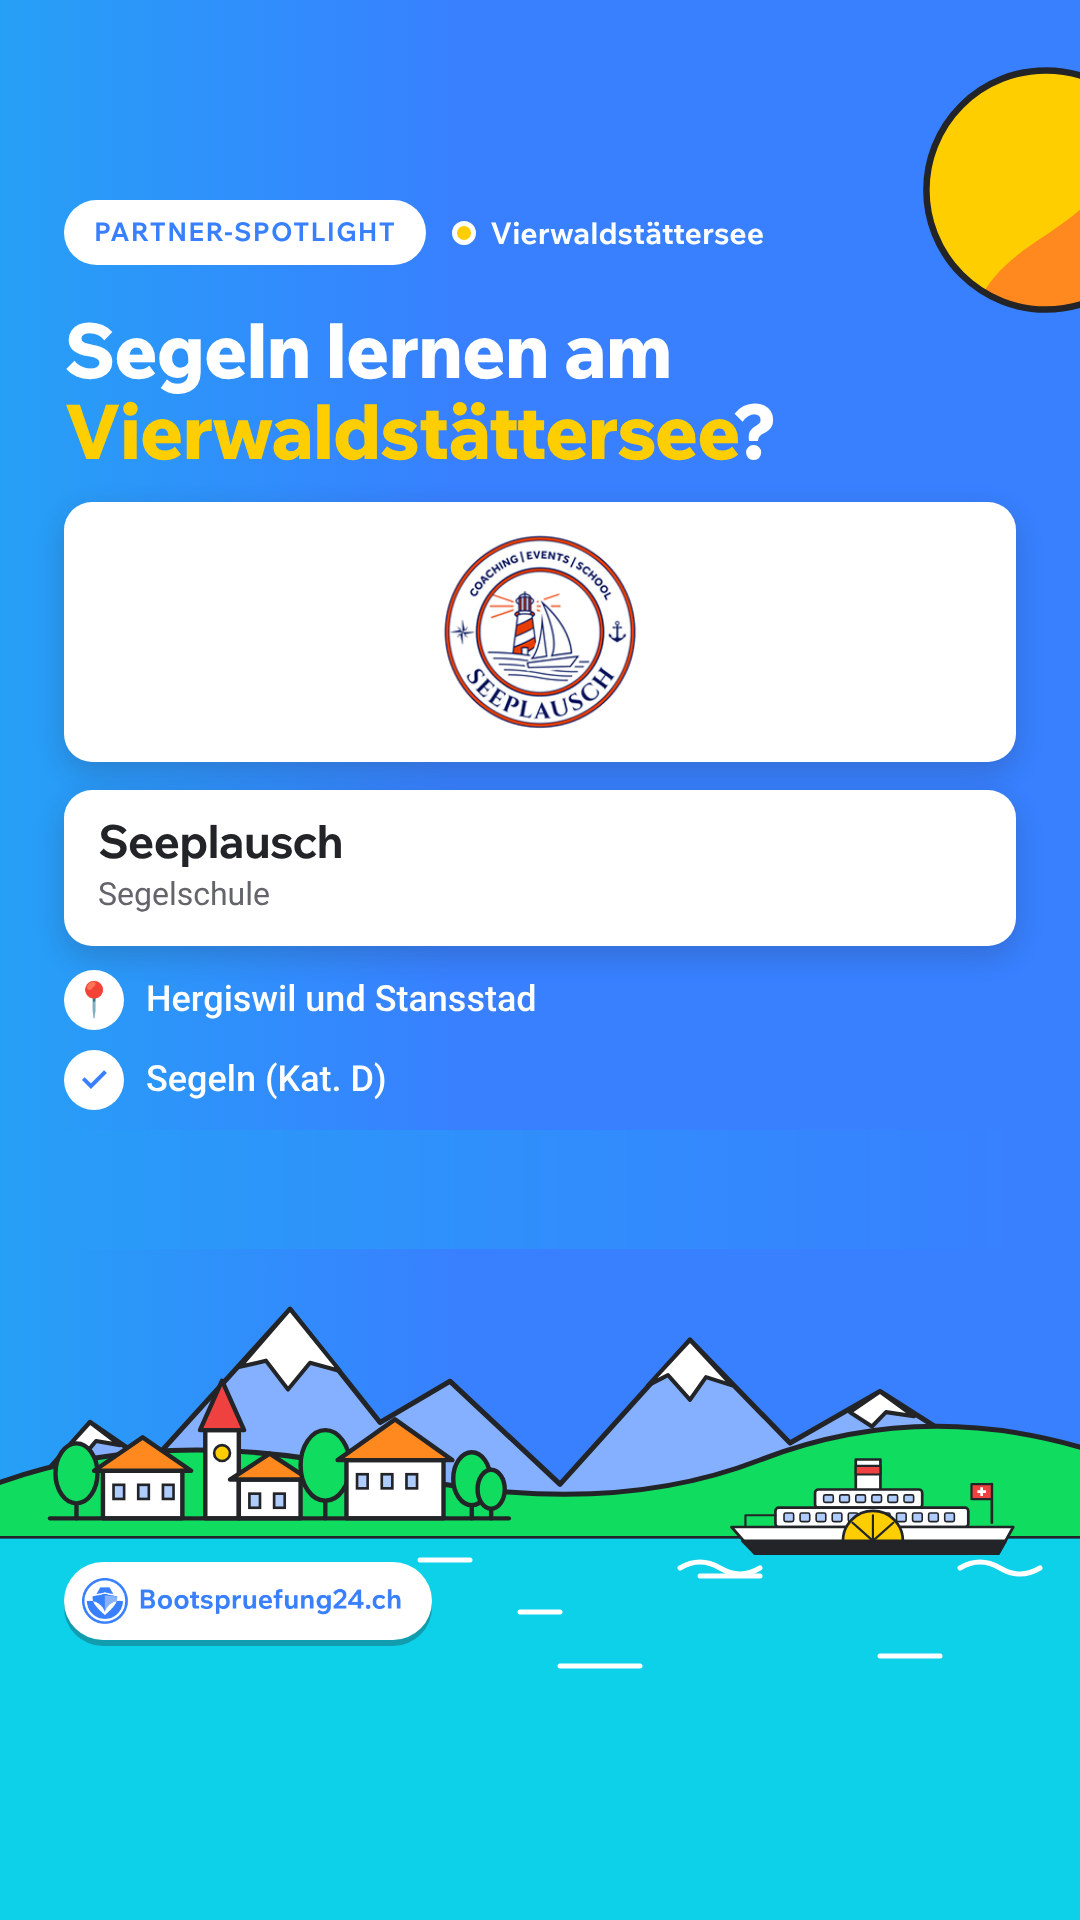 PARTNER-SPOTLIGHT
Vierwaldstättersee
Segeln lernen am
Vierwaldstättersee?
COACHING | EVENTS | SCHOOL
SEEPLAUSCH
Seeplausch
Segelschule
Hergiswil und Stansstad
Segeln (Kat. D)
Bootspruefung24.ch